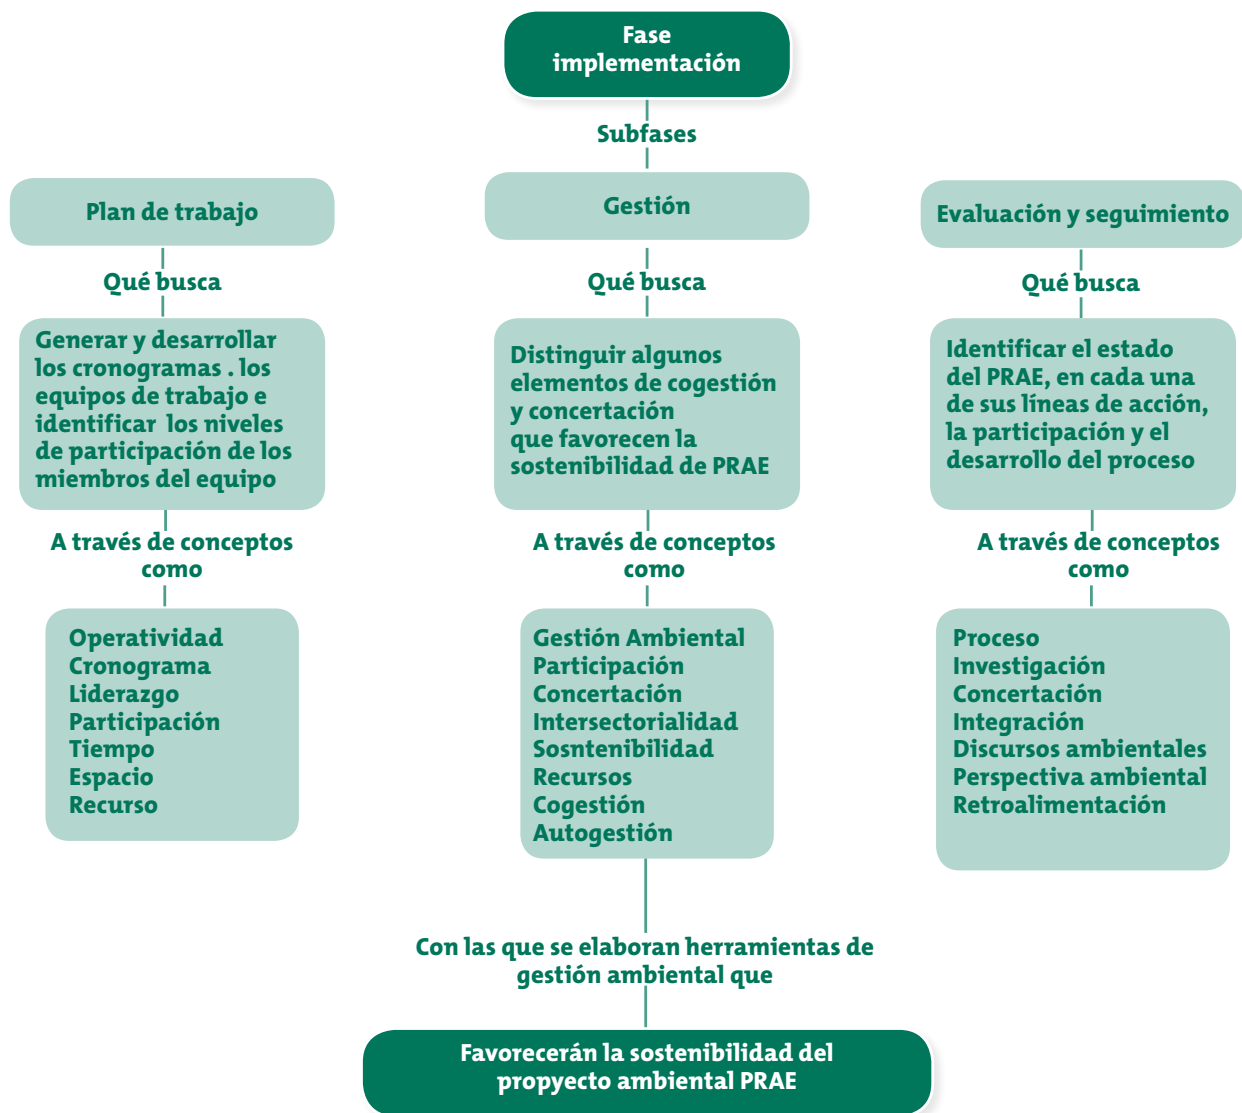 Fase
implementación
Subfases
Plan de trabajo
Qué busca
Generar y desarrollar
los cronogramas . los
equipos de trabajo e
identificar los niveles
de participación de los
miembros del equipo
A través de conceptos
como
Operatividad
Cronograma
Liderazgo
Participación
Tiempo
Espacio
Recurso
Gestión
Qué busca
Distinguir algunos
elementos de cogestión
y concertación
que favorecen la
sostenibilidad de PRAE
A través de conceptos
como
Gestión Ambiental
Participación
Concertación
Intersectorialidad
Sosntenibilidad
Recursos
Cogestión
Autogestión
Evaluación y seguimiento
Qué busca
Identificar el estado
del PRAE, en cada una
de sus líneas de acción,
la participación y el
desarrollo del proceso
A través de conceptos
como
Proceso
Investigación
Concertación
Integración
Discursos ambientales
Perspectiva ambiental
Retroalimentación
Con las que se elaboran herramientas de
gestión ambiental que
Favorecerán la sostenibilidad del
propyecto ambiental PRAE